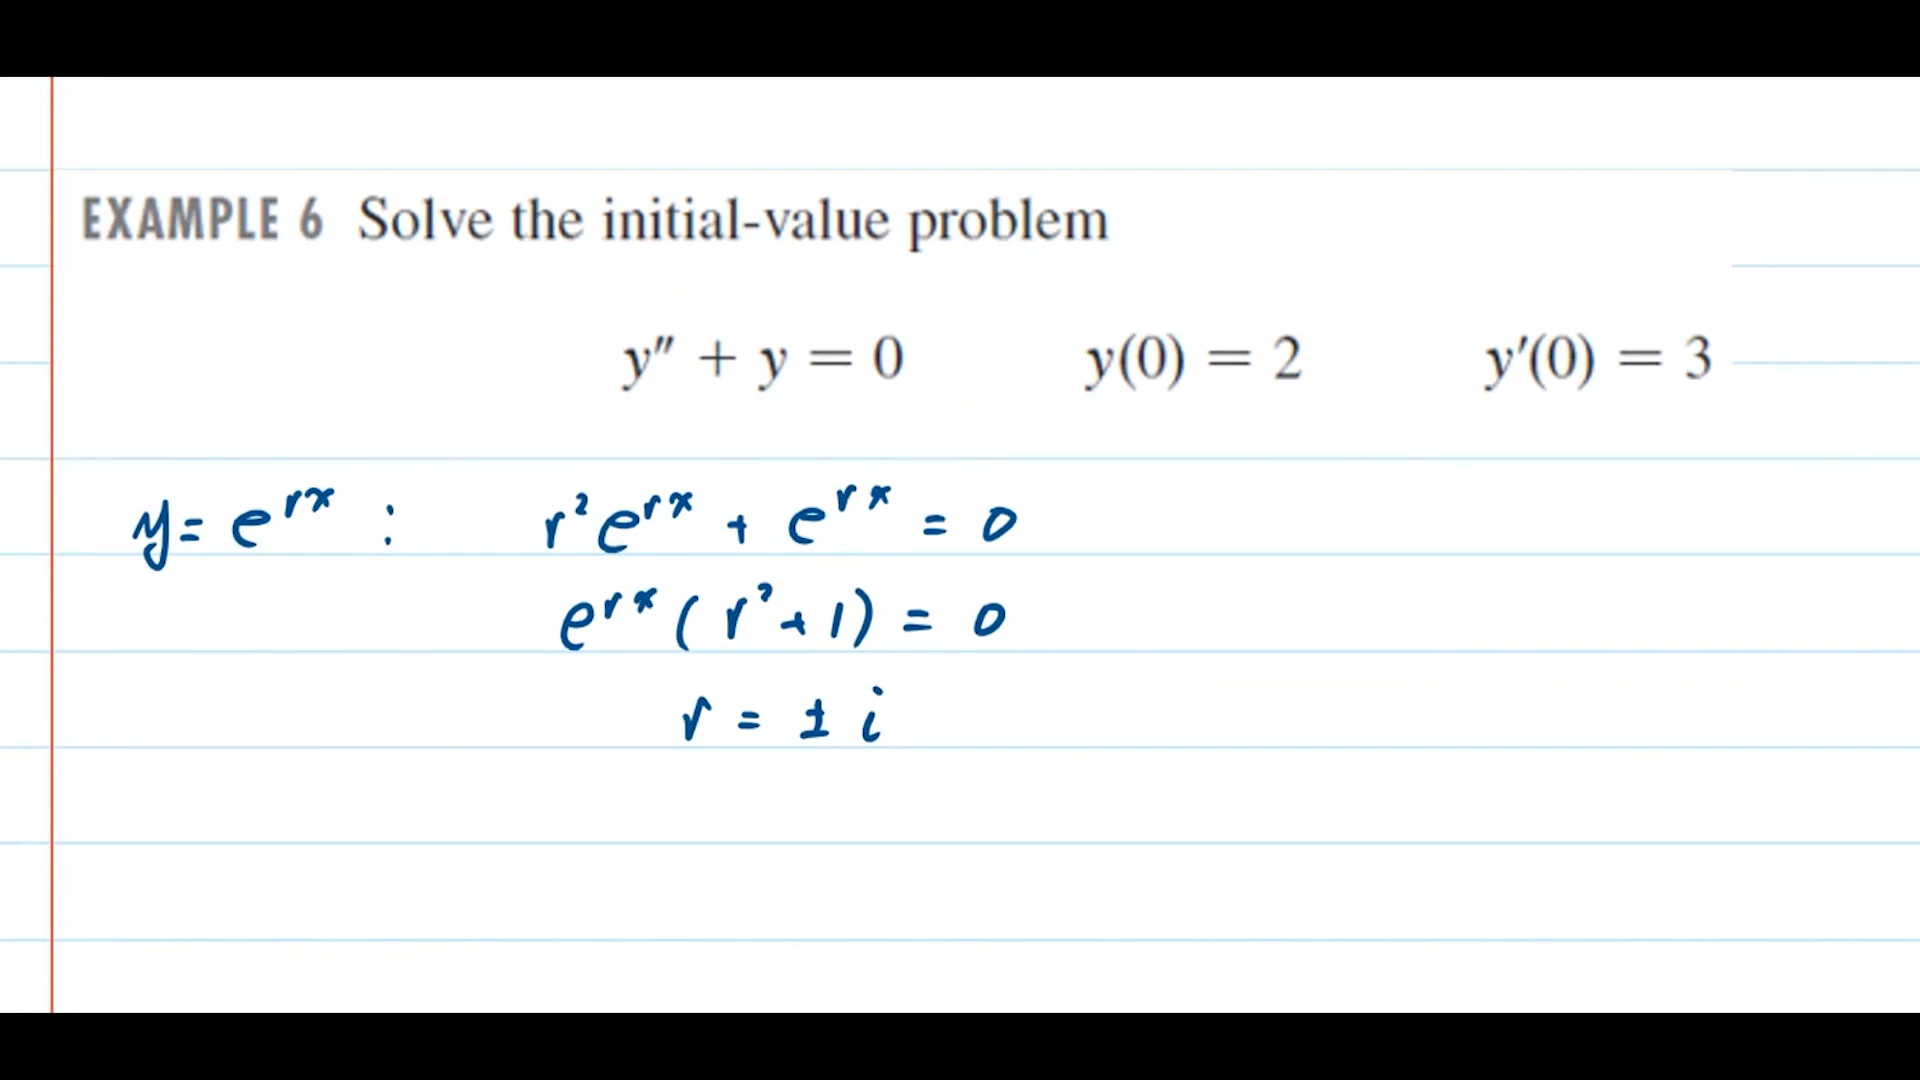 EXAMPLE 6 Solve the initial-value problem
y″ + y = 0 y(0) = 2 y′(0) = 3
y = e^{rx} : r²e^{rx} + e^{rx} = 0
e^{rx} ( r² + 1 ) = 0
r = ± i